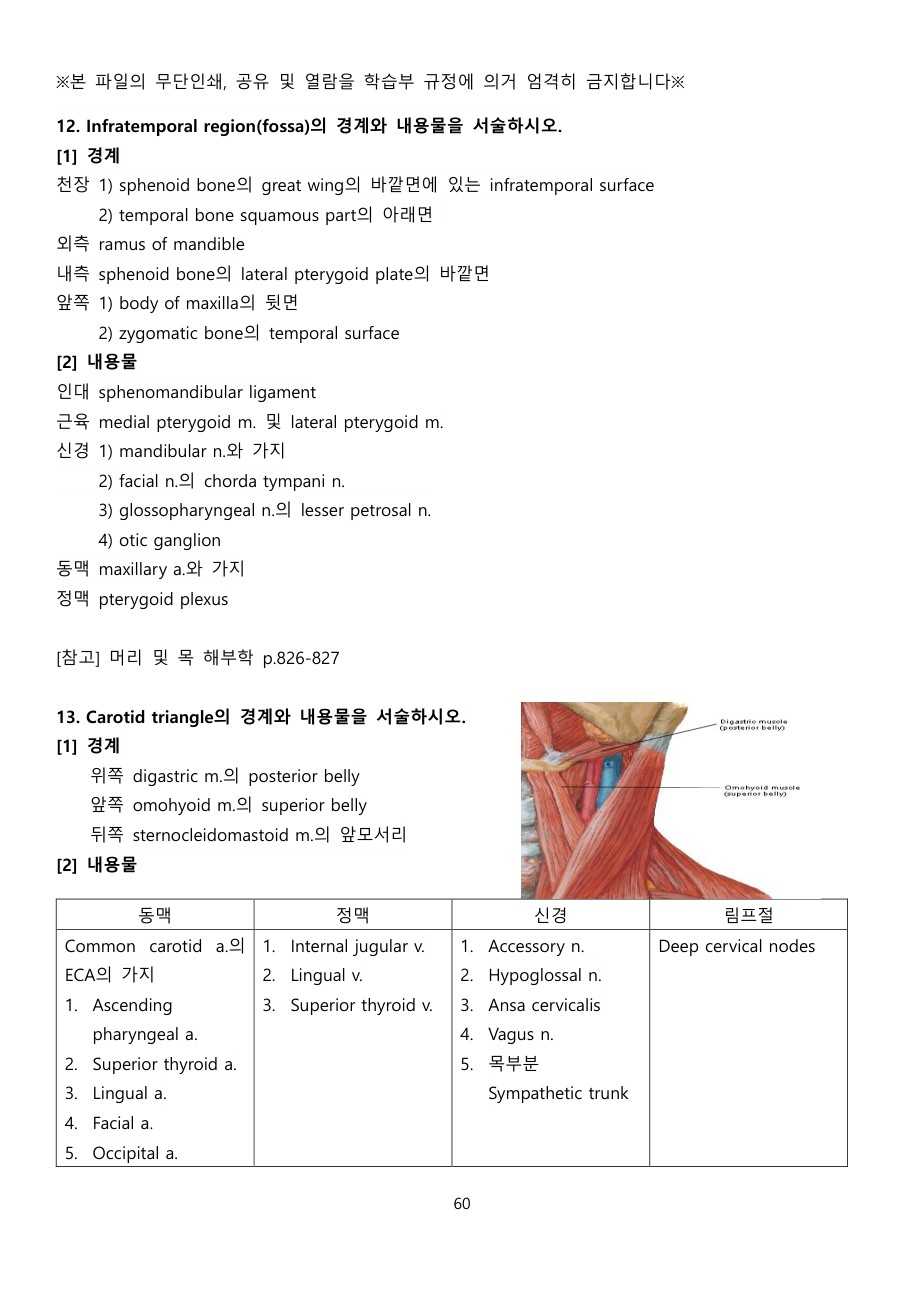 ※본 파일의 무단인쇄, 공유 및 열람을 학습부 규정에 의거 엄격히 금지합니다※
12. Infratemporal region(fossa)의 경계와 내용물을 서술하시오.
[1] 경계
천장 1) sphenoid bone의 great wing의 바깥면에 있는 infratemporal surface
2) temporal bone squamous part의 아래면
외측 ramus of mandible
내측 sphenoid bone의 lateral pterygoid plate의 바깥면
앞쪽 1) body of maxilla의 뒷면
2) zygomatic bone의 temporal surface
[2] 내용물
인대 sphenomandibular ligament
근육 medial pterygoid m. 및 lateral pterygoid m.
신경 1) mandibular n.와 가지
2) facial n.의 chorda tympani n.
3) glossopharyngeal n.의 lesser petrosal n.
4) otic ganglion
동맥 maxillary a.와 가지
정맥 pterygoid plexus
[참고] 머리 및 목 해부학 p.826-827
13. Carotid triangle의 경계와 내용물을 서술하시오.
[1] 경계
위쪽 digastric m.의 posterior belly
앞쪽 omohyoid m.의 superior belly
뒤쪽 sternocleidomastoid m.의 앞모서리
[2] 내용물
Digastric muscle
(posterior belly)
Omohyoid muscle
(superior belly)
동맥
Common carotid a.의
ECA의 가지
1. Ascending
pharyngeal a.
2. Superior thyroid a.
3. Lingual a.
4. Facial a.
5. Occipital a.
정맥
1. Internal jugular v.
2. Lingual v.
3. Superior thyroid v.
신경
1. Accessory n.
2. Hypoglossal n.
3. Ansa cervicalis
4. Vagus n.
5. 목부분
Sympathetic trunk
림프절
Deep cervical nodes
60